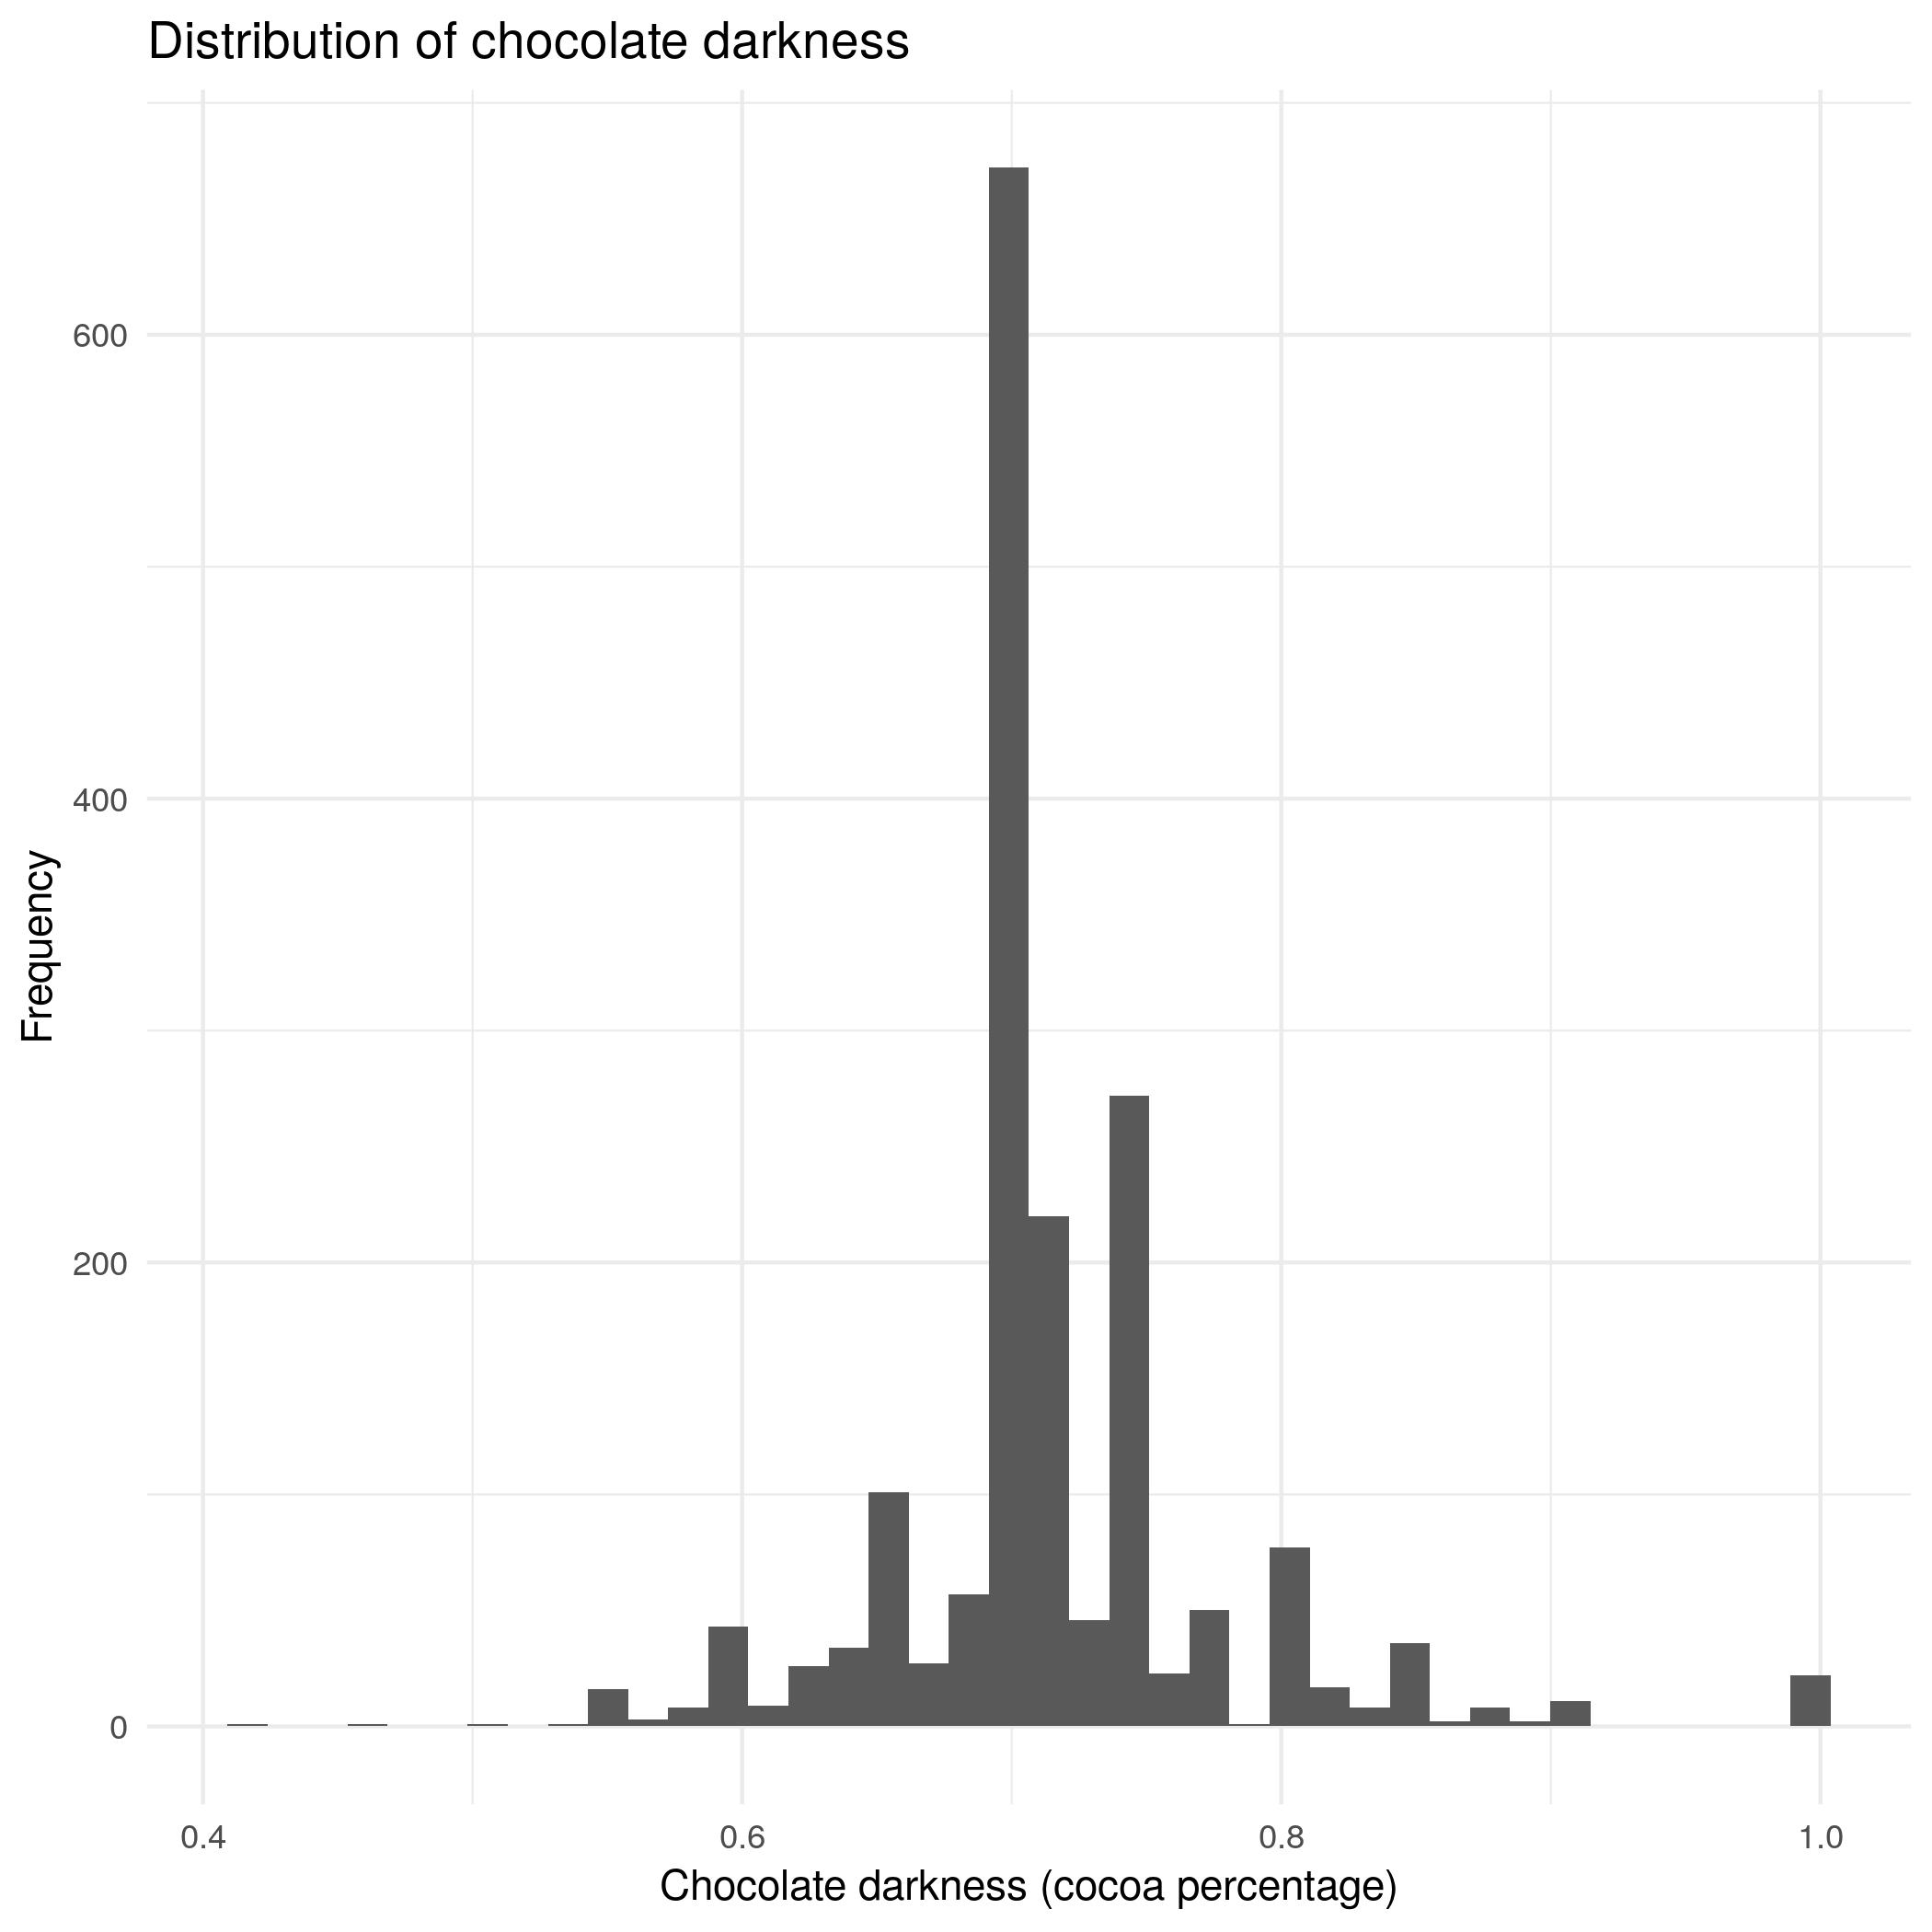 Distribution of chocolate darkness
600
400
200
0
Frequency
0.4 0.6 0.8 1.0
Chocolate darkness (cocoa percentage)